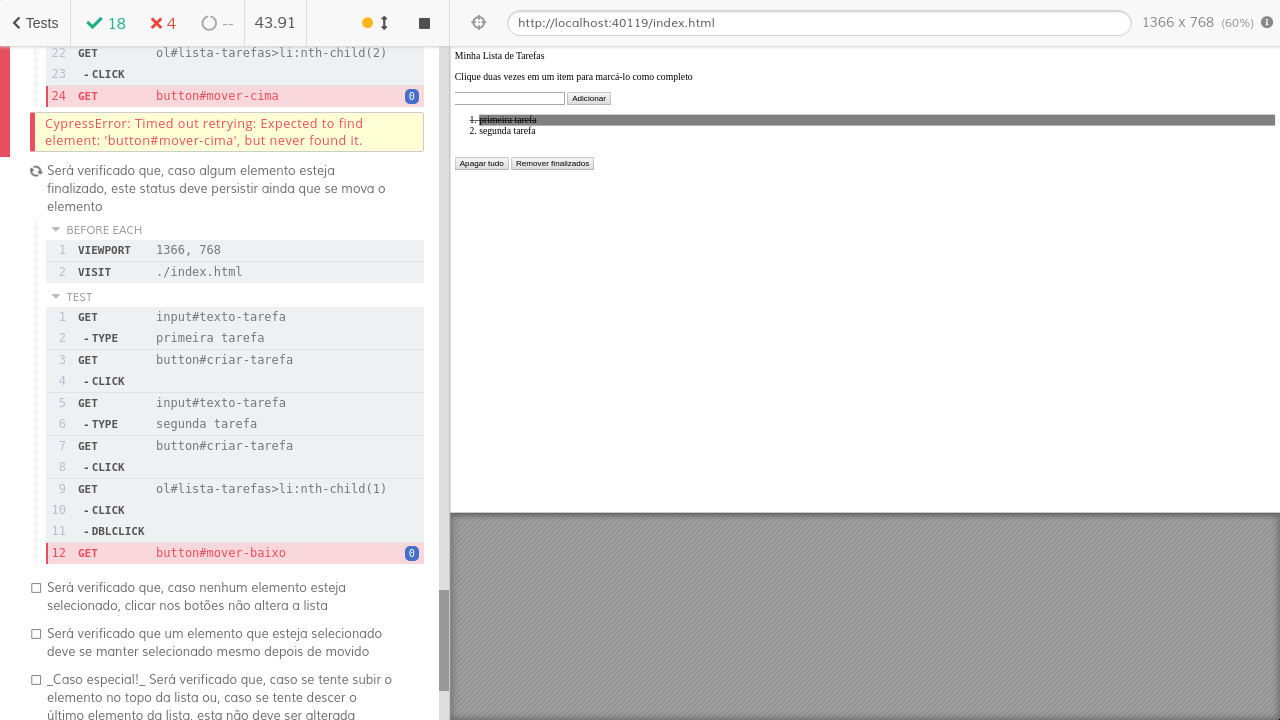 Tests
18
4
--
43.91
http://localhost:40119/index.html
1366 x 768 (60%)
22 GET ol#lista-tarefas>li:nth-child(2)
23 -CLICK
24 GET button#mover-cima 0
CypressError: Timed out retrying: Expected to find
element: 'button#mover-cima', but never found it.
Será verificado que, caso algum elemento esteja
finalizado, este status deve persistir ainda que se mova o
elemento
BEFORE EACH
1 VIEWPORT 1366, 768
2 VISIT ./index.html
TEST
1 GET input#texto-tarefa
2 -TYPE primeira tarefa
3 GET button#criar-tarefa
4 -CLICK
5 GET input#texto-tarefa
6 -TYPE segunda tarefa
7 GET button#criar-tarefa
8 -CLICK
9 GET ol#lista-tarefas>li:nth-child(1)
10 -CLICK
11 -DBLCLICK
12 GET button#mover-baixo 0
Será verificado que, caso nenhum elemento esteja
selecionado, clicar nos botões não altera a lista
Será verificado que um elemento que esteja selecionado
deve se manter selecionado mesmo depois de movido
_Caso especial!_ Será verificado que, caso se tente subir o
elemento no topo da lista ou, caso se tente descer o
último elemento da lista, esta não deve ser alterada
Minha Lista de Tarefas
Clique duas vezes em um item para marcá-lo como completo
Adicionar
1. primeira tarefa
2. segunda tarefa
Apagar tudo Remover finalizados